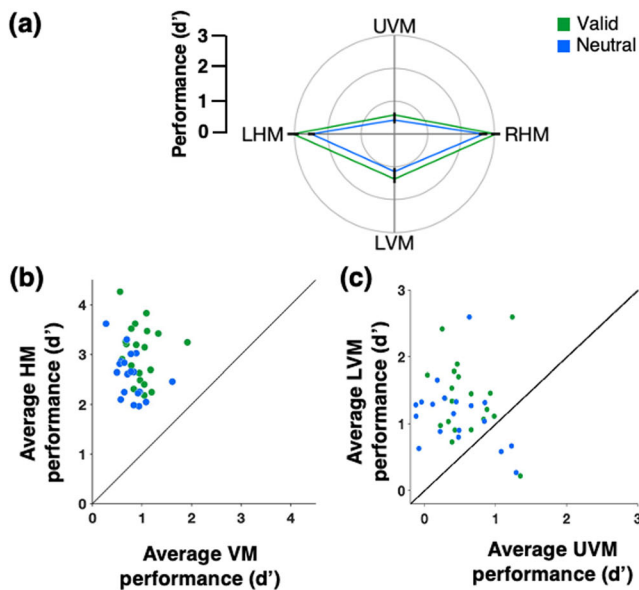 (a)
Performance (d')
3
2
1
0
UVM
LHM
RHM
LVM
Valid
Neutral
(b)
Average HM
performance (d')
4
3
2
1
0
0 1 2 3 4
Average VM
performance (d')
(c)
Average LVM
performance (d')
3
2
1
0
0 1 2 3
Average UVM
performance (d')